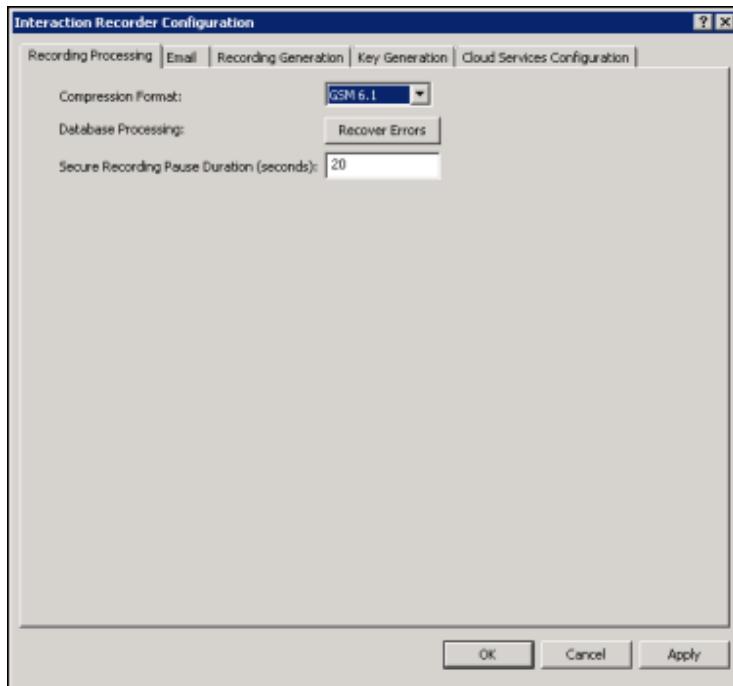 Interaction Recorder Configuration ? X
Recording Processing Email Recording Generation Key Generation Cloud Services Configuration
Compression Format: GSM 6.1
Database Processing: Recover Errors
Secure Recording Pause Duration (seconds): 20
OK Cancel Apply